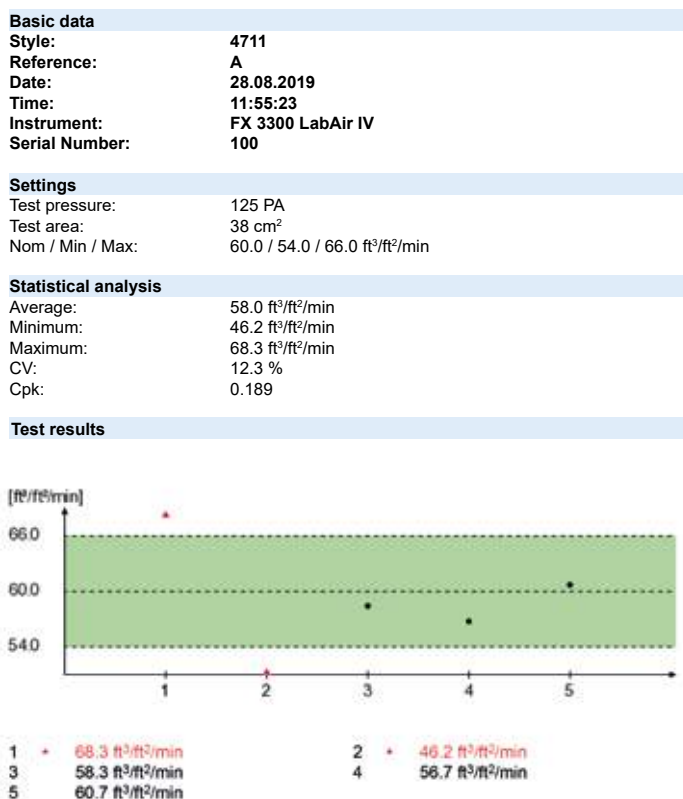 Basic data
Style: 4711
Reference: A
Date: 28.08.2019
Time: 11:55:23
Instrument: FX 3300 LabAir IV
Serial Number: 100
Settings
Test pressure: 125 PA
Test area: 38 cm²
Nom / Min / Max: 60.0 / 54.0 / 66.0 ft³/ft²/min
Statistical analysis
Average: 58.0 ft³/ft²/min
Minimum: 46.2 ft³/ft²/min
Maximum: 68.3 ft³/ft²/min
CV: 12.3 %
Cpk: 0.189
Test results
[ft³/ft²/min]
66.0
60.0
54.0
1 2 3 4 5
1 68.3 ft³/ft²/min 2 46.2 ft³/ft²/min
3 58.3 ft³/ft²/min 4 56.7 ft³/ft²/min
5 60.7 ft³/ft²/min